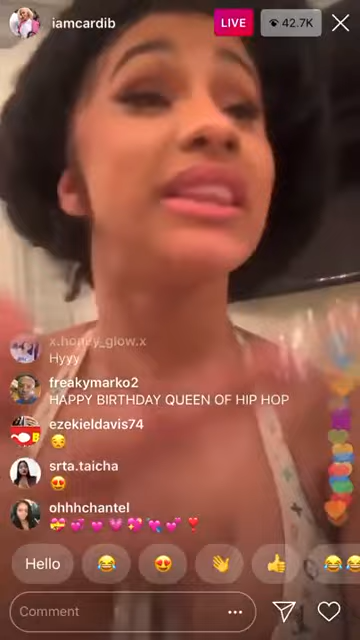 iamcardib
LIVE
42.7K
x.honey_glow.x
Hyyy
freakymarko2
HAPPY BIRTHDAY QUEEN OF HIP HOP
ezekieldavis74
😔
srta.taicha
😍
ohhhchantel
💝💞💓💗💖💘💕❣️
Hello 😂 😍 👋 👍 😂😂
Comment